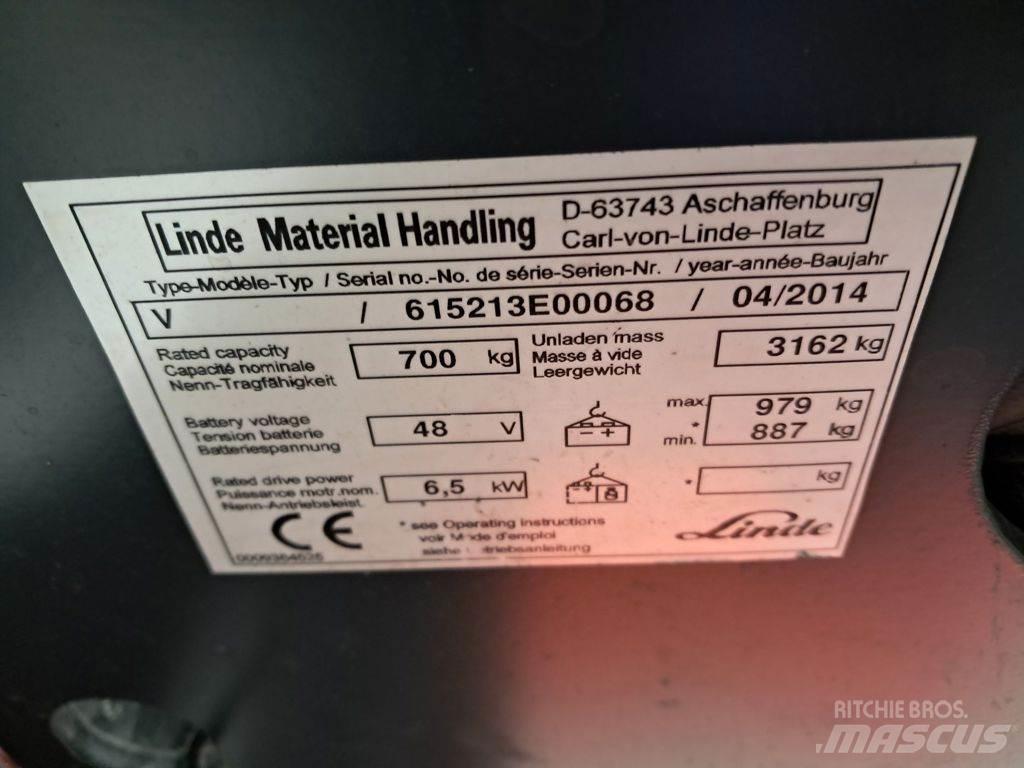 Linde Material Handling
D-63743 Aschaffenburg
Carl-von-Linde-Platz
Type-Modèle-Typ / Serial no.-No. de série-Serien-Nr. / year-année-Baujahr
V / 615213E00068 / 04/2014
Rated capacity
Capacité nominale
Nenn-Tragfähigkeit
700 kg
Unladen mass
Masse à vide
Leergewicht
3162 kg
Battery voltage
Tension batterie
Batteriespannung
48 V
- +
max. 979 kg
*
min. 887 kg
Rated drive power
Puissance motr.nom.
Nenn-Antriebsleist.
6,5 kW
- +
* kg
CE
* see Operating instructions
voir d'emploi
siehe
Linde
RITCHIE BROS.
MASCUS